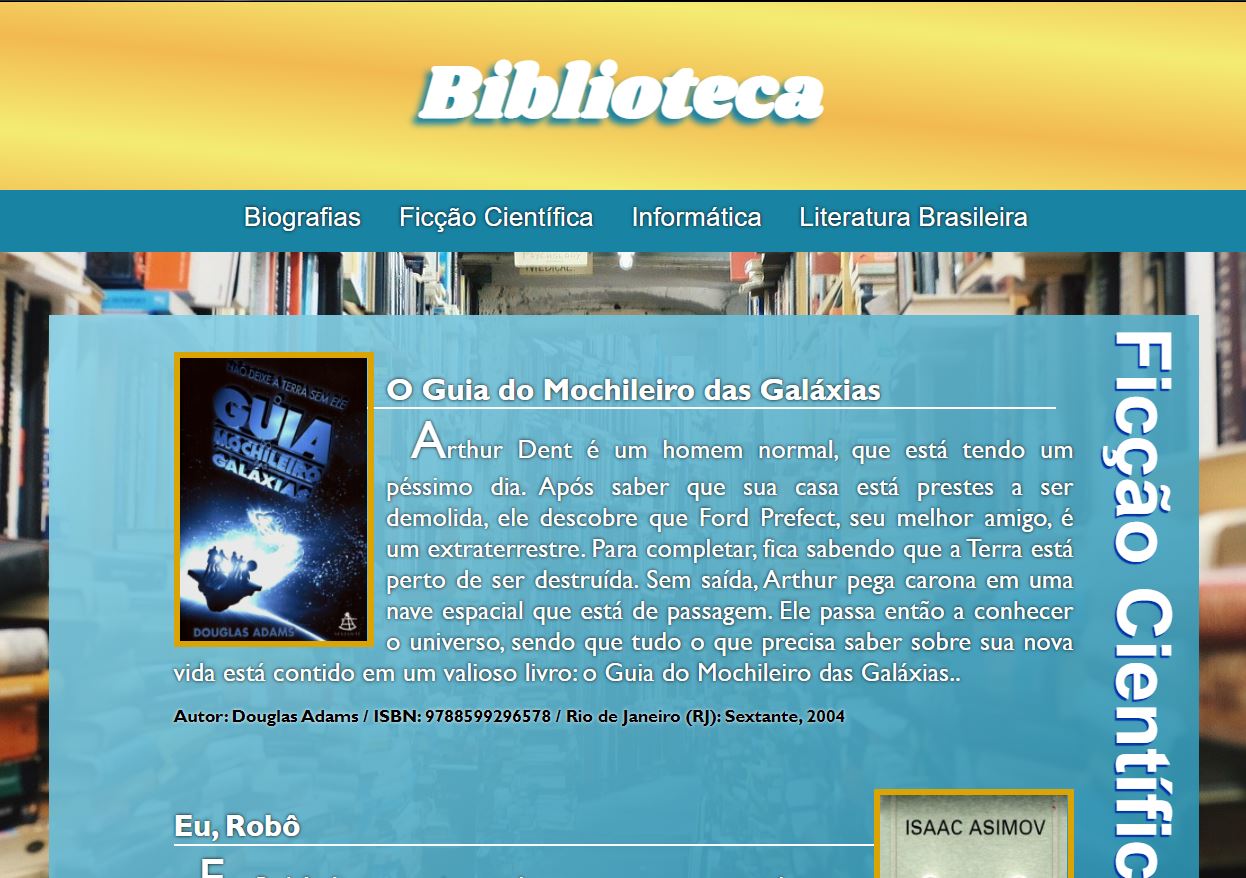 Biblioteca
Biografias Ficção Científica Informática Literatura Brasileira
PSYCHOLOGY
MEDICAL
Ficção Científic
NÃO DEIXE A TERRA SEM ELE
O
GUIA
DO
MOCHILEIRO
DAS
GALÁXIAS
DOUGLAS ADAMS
SEXTANTE
O Guia do Mochileiro das Galáxias
Arthur Dent é um homem normal, que está tendo um
péssimo dia. Após saber que sua casa está prestes a ser
demolida, ele descobre que Ford Prefect, seu melhor amigo, é
um extraterrestre. Para completar, fica sabendo que a Terra está
perto de ser destruída. Sem saída, Arthur pega carona em uma
nave espacial que está de passagem. Ele passa então a conhecer
o universo, sendo que tudo o que precisa saber sobre sua nova
vida está contido em um valioso livro: o Guia do Mochileiro das Galáxias..
Autor: Douglas Adams / ISBN: 9788599296578 / Rio de Janeiro (RJ): Sextante, 2004
Eu, Robô
ISAAC ASIMOV